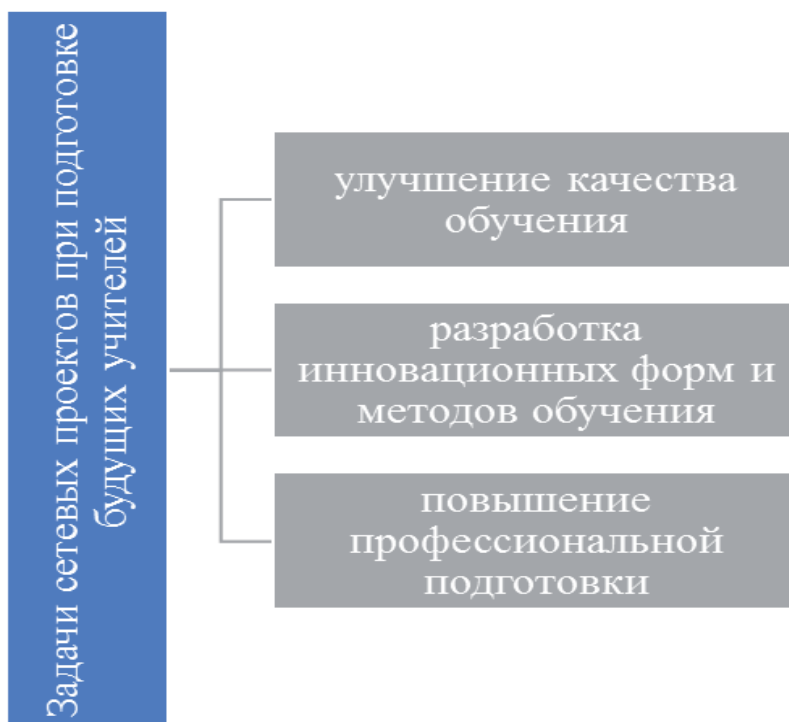 Задачи сетевых проектов при подготовке
будущих учителей
улучшение качества
обучения
разработка
инновационных форм и
методов обучения
повышение
профессиональной
подготовки